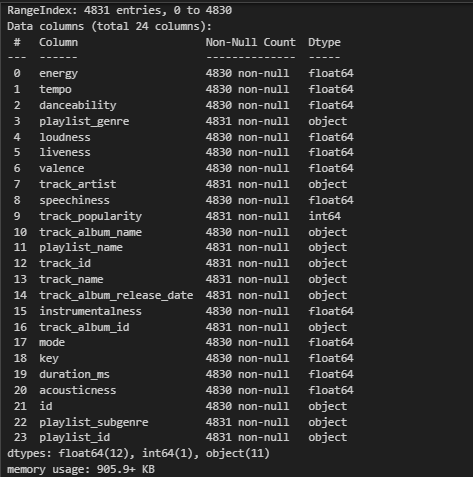 RangeIndex: 4831 entries, 0 to 4830
Data columns (total 24 columns):
 #   Column                    Non-Null Count  Dtype
---  ------                    --------------  -----
 0   energy                    4830 non-null   float64
 1   tempo                     4830 non-null   float64
 2   danceability              4830 non-null   float64
 3   playlist_genre            4831 non-null   object
 4   loudness                  4830 non-null   float64
 5   liveness                  4830 non-null   float64
 6   valence                   4830 non-null   float64
 7   track_artist              4831 non-null   object
 8   speechiness               4830 non-null   float64
 9   track_popularity          4831 non-null   int64
 10  track_album_name          4830 non-null   object
 11  playlist_name             4831 non-null   object
 12  track_id                  4831 non-null   object
 13  track_name                4831 non-null   object
 14  track_album_release_date  4831 non-null   object
 15  instrumentalness          4830 non-null   float64
 16  track_album_id            4831 non-null   object
 17  mode                      4830 non-null   float64
 18  key                       4830 non-null   float64
 19  duration_ms               4830 non-null   float64
 20  acousticness              4830 non-null   float64
 21  id                        4830 non-null   object
 22  playlist_subgenre         4831 non-null   object
 23  playlist_id               4831 non-null   object
dtypes: float64(12), int64(1), object(11)
memory usage: 905.9+ KB